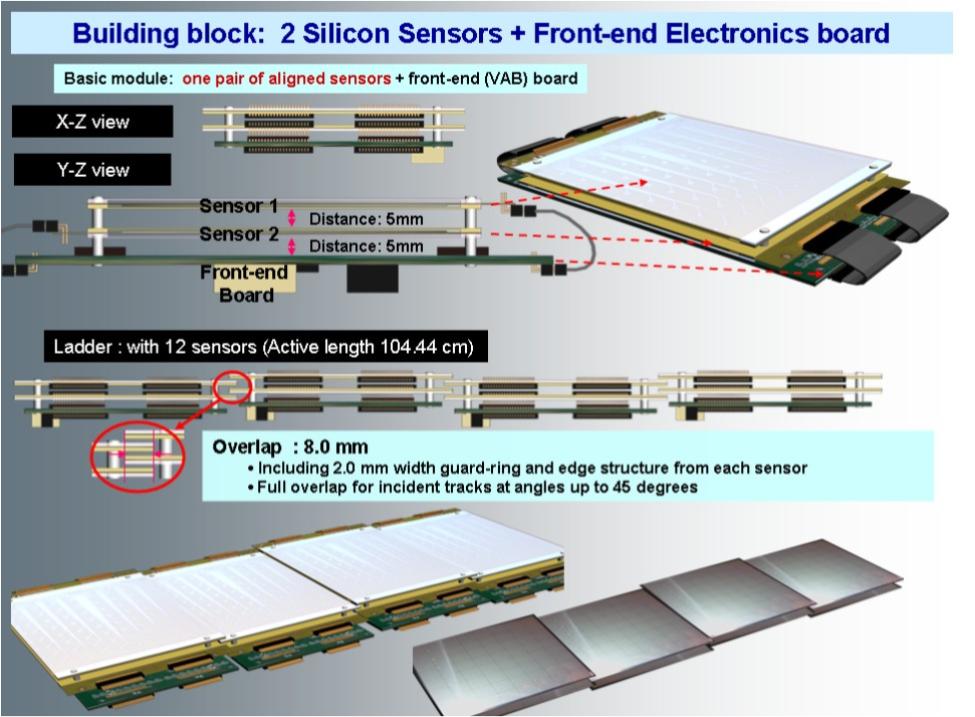 Building block: 2 Silicon Sensors + Front-end Electronics board
Basic module: one pair of aligned sensors + front-end (VAB) board
X-Z view
Y-Z view
Sensor 1
Distance: 5mm
Sensor 2
Distance: 5mm
Front-end
Board
Ladder : with 12 sensors (Active length 104.44 cm)
Overlap : 8.0 mm
• Including 2.0 mm width guard-ring and edge structure from each sensor
• Full overlap for incident tracks at angles up to 45 degrees